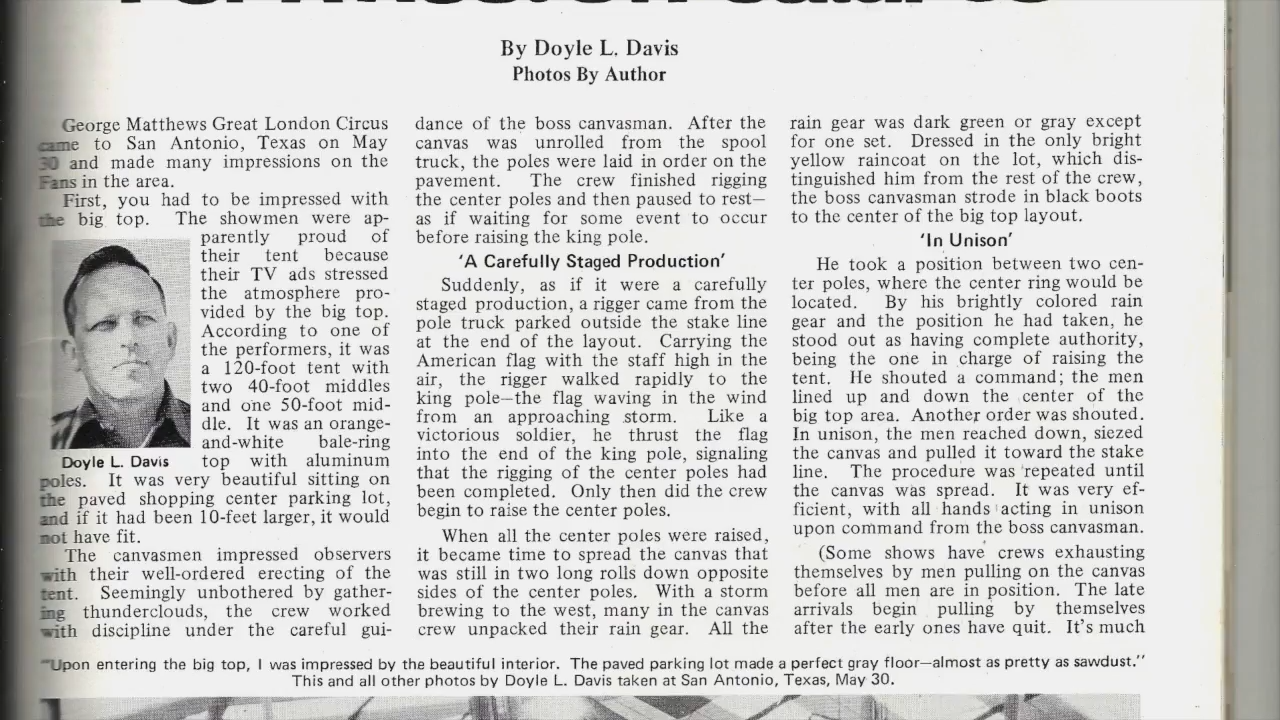 By Doyle L. Davis
Photos By Author
George Matthews Great London Circus
came to San Antonio, Texas on May
30 and made many impressions on the
Fans in the area.
First, you had to be impressed with
the big top. The showmen were ap-
parently proud of
their tent because
their TV ads stressed
the atmosphere pro-
vided by the big top.
According to one of
the performers, it was
a 120-foot tent with
two 40-foot middles
and one 50-foot mid-
dle. It was an orange-
and-white bale-ring
top with aluminum
Doyle L. Davis
poles. It was very beautiful sitting on
the paved shopping center parking lot,
and if it had been 10-feet larger, it would
not have fit.
The canvasmen impressed observers
with their well-ordered erecting of the
tent. Seemingly unbothered by gather-
ing thunderclouds, the crew worked
with discipline under the careful gui-
dance of the boss canvasman. After the
canvas was unrolled from the spool
truck, the poles were laid in order on the
pavement. The crew finished rigging
the center poles and then paused to rest—
as if waiting for some event to occur
before raising the king pole.
'A Carefully Staged Production'
Suddenly, as if it were a carefully
staged production, a rigger came from the
pole truck parked outside the stake line
at the end of the layout. Carrying the
American flag with the staff high in the
air, the rigger walked rapidly to the
king pole—the flag waving in the wind
from an approaching storm. Like a
victorious soldier, he thrust the flag
into the end of the king pole, signaling
that the rigging of the center poles had
been completed. Only then did the crew
begin to raise the center poles.
When all the center poles were raised,
it became time to spread the canvas that
was still in two long rolls down opposite
sides of the center poles. With a storm
brewing to the west, many in the canvas
crew unpacked their rain gear. All the
rain gear was dark green or gray except
for one set. Dressed in the only bright
yellow raincoat on the lot, which dis-
tinguished him from the rest of the crew,
the boss canvasman strode in black boots
to the center of the big top layout.
'In Unison'
He took a position between two cen-
ter poles, where the center ring would be
located. By his brightly colored rain
gear and the position he had taken, he
stood out as having complete authority,
being the one in charge of raising the
tent. He shouted a command; the men
lined up and down the center of the
big top area. Another order was shouted.
In unison, the men reached down, siezed
the canvas and pulled it toward the stake
line. The procedure was repeated until
the canvas was spread. It was very ef-
ficient, with all hands acting in unison
upon command from the boss canvasman.
(Some shows have crews exhausting
themselves by men pulling on the canvas
before all men are in position. The late
arrivals begin pulling by themselves
after the early ones have quit. It's much
"Upon entering the big top, I was impressed by the beautiful interior. The paved parking lot made a perfect gray floor—almost as pretty as sawdust."
This and all other photos by Doyle L. Davis taken at San Antonio, Texas, May 30.